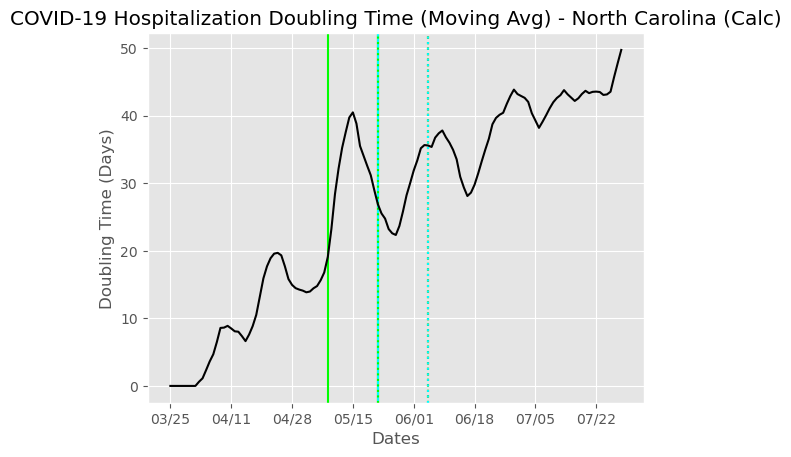 COVID-19 Hospitalization Doubling Time (Moving Avg) - North Carolina (Calc)
Doubling Time (Days)
50
40
30
20
10
0
03/25 04/11 04/28 05/15 06/01 06/18 07/05 07/22
Dates